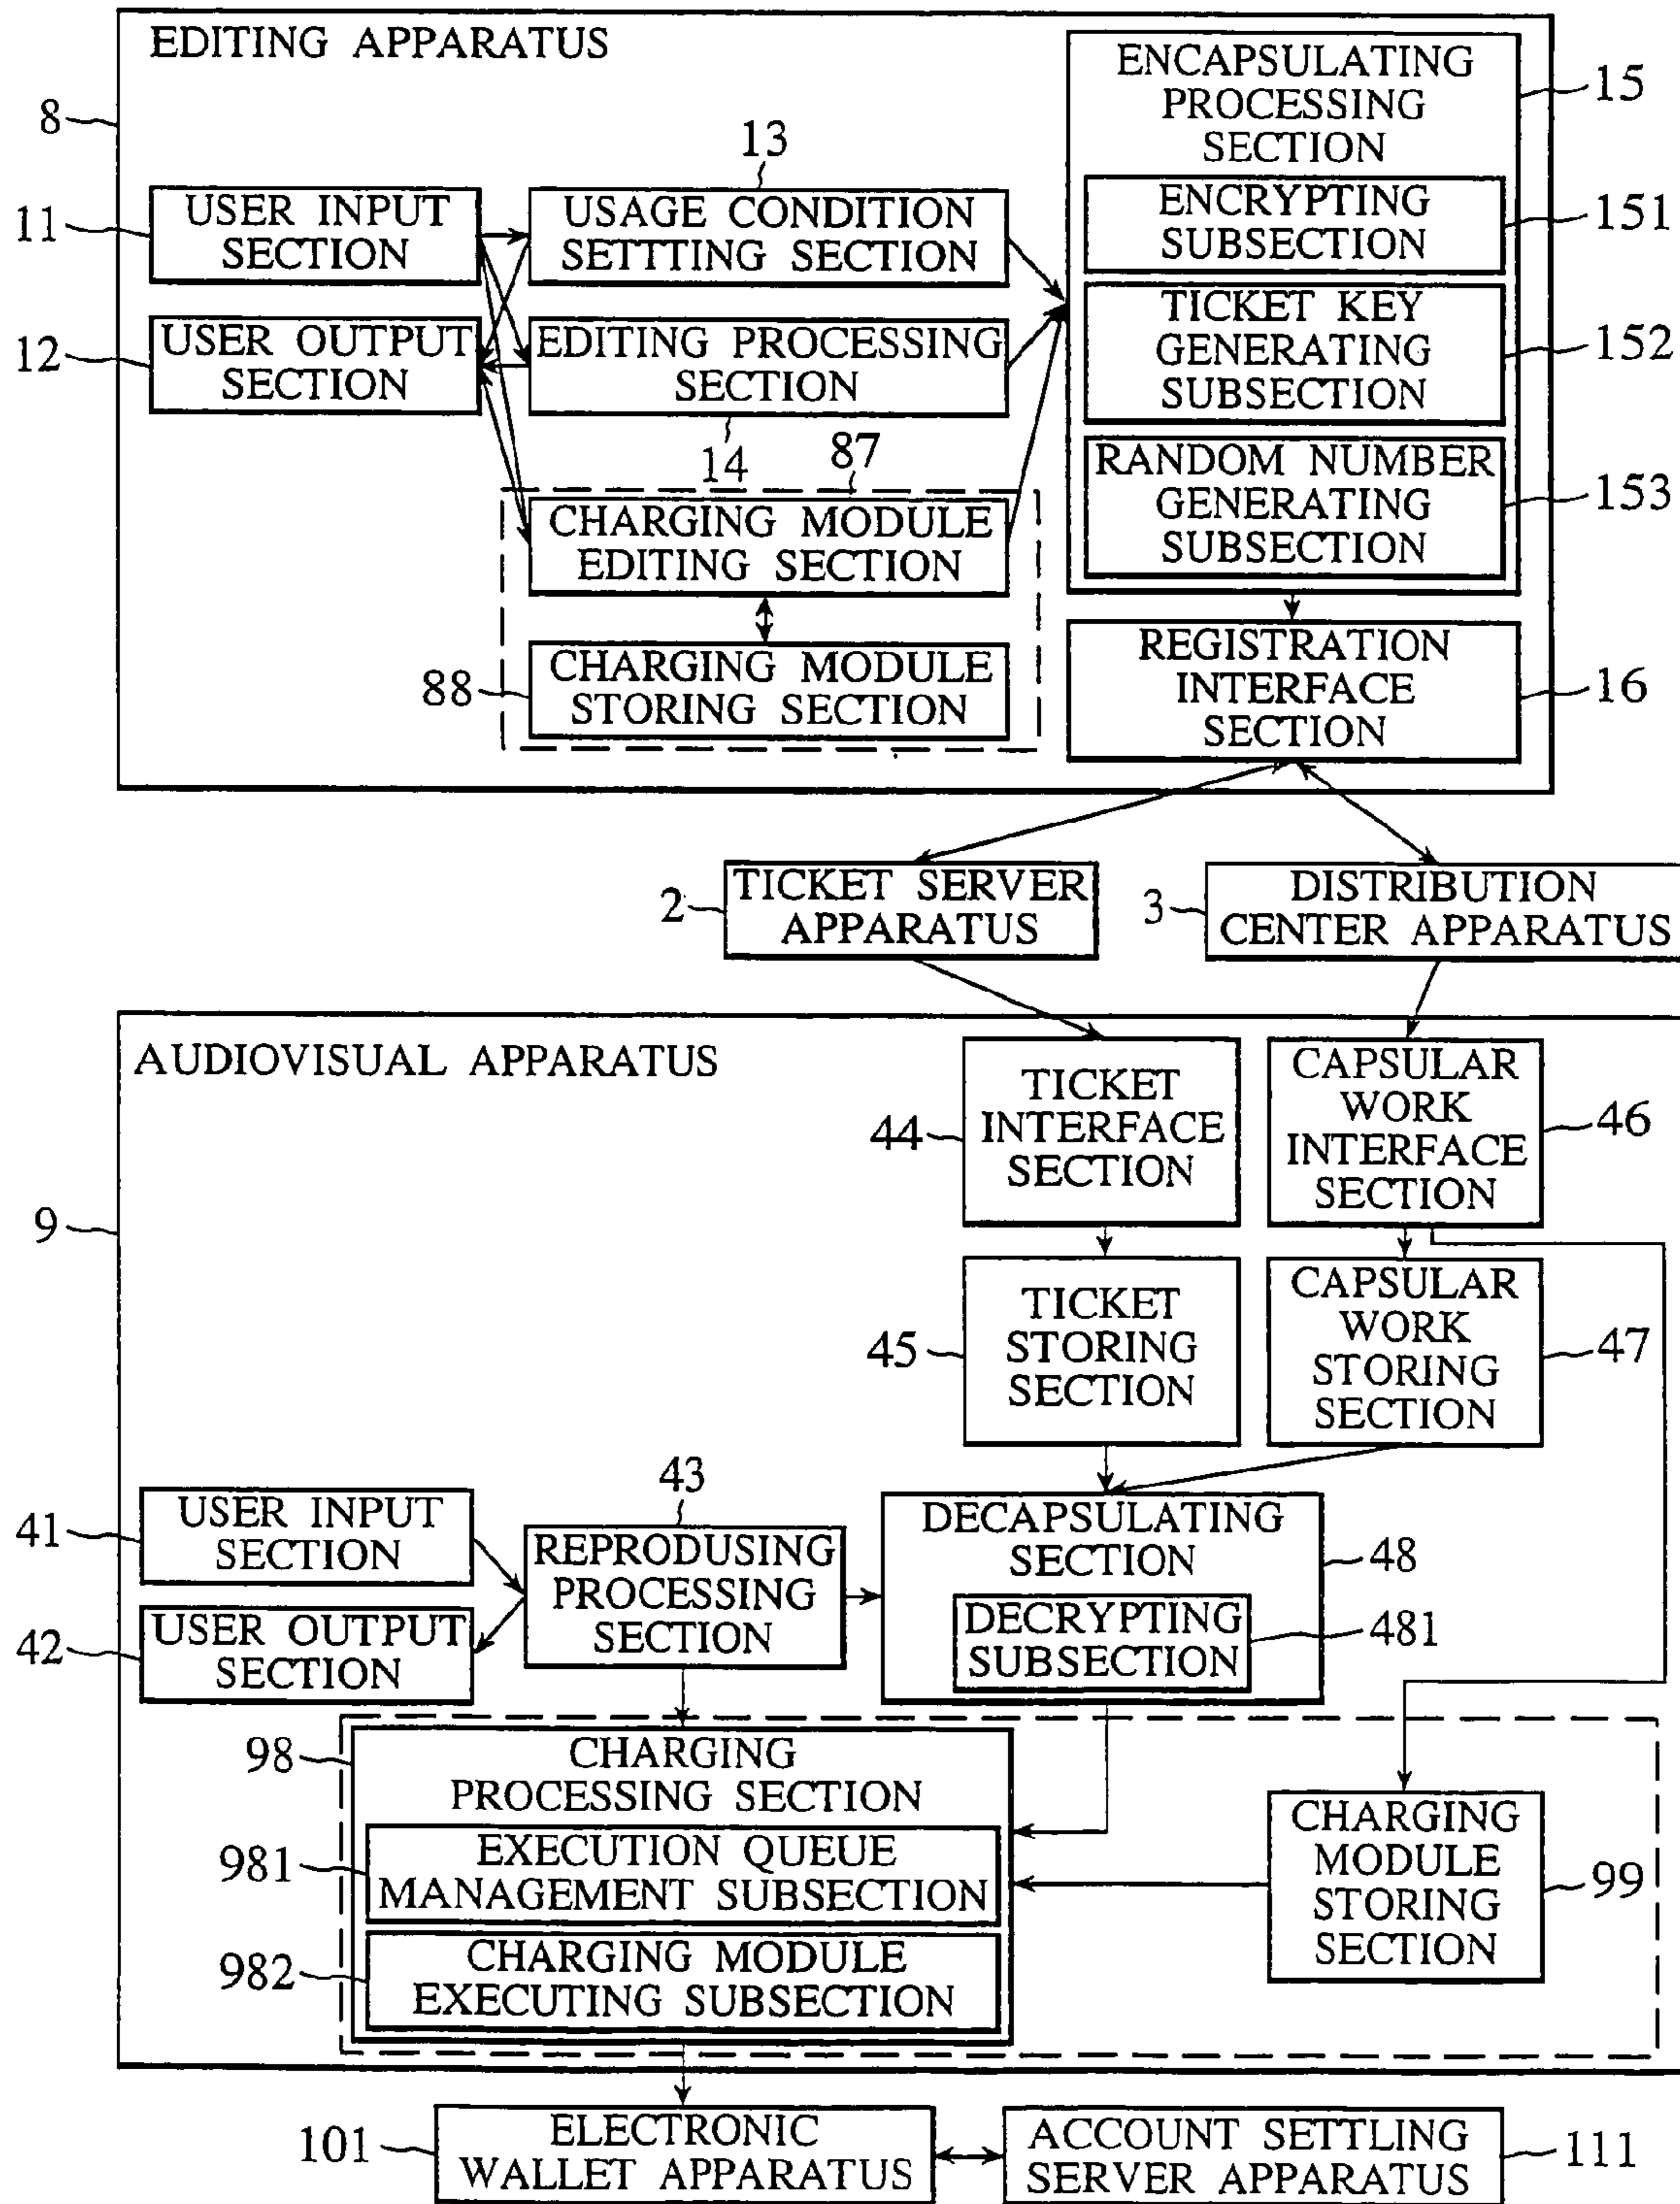 EDITING APPARATUS
8
ENCAPSULATING
PROCESSING
SECTION
15
13
11
USER INPUT
SECTION
USAGE CONDITION
SETTTING SECTION
ENCRYPTING
SUBSECTION
151
12
USER OUTPUT
SECTION
EDITING PROCESSING
SECTION
14
TICKET KEY
GENERATING
SUBSECTION
152
87
CHARGING MODULE
EDITING SECTION
RANDOM NUMBER
GENERATING
SUBSECTION
153
88
CHARGING MODULE
STORING SECTION
REGISTRATION
INTERFACE
SECTION
16
2
TICKET SERVER
APPARATUS
3
DISTRIBUTION
CENTER APPARATUS
AUDIOVISUAL APPARATUS
9
44
TICKET
INTERFACE
SECTION
CAPSULAR
WORK
INTERFACE
SECTION
46
45
TICKET
STORING
SECTION
CAPSULAR
WORK
STORING
SECTION
47
41
USER INPUT
SECTION
42
USER OUTPUT
SECTION
43
REPRODUSING
PROCESSING
SECTION
DECAPSULATING
SECTION
48
DECRYPTING
SUBSECTION
481
98
CHARGING
PROCESSING SECTION
981
EXECUTION QUEUE
MANAGEMENT SUBSECTION
982
CHARGING MODULE
EXECUTING SUBSECTION
CHARGING
MODULE
STORING
SECTION
99
101
ELECTRONIC
WALLET APPARATUS
ACCOUNT SETTLING
SERVER APPARATUS
111